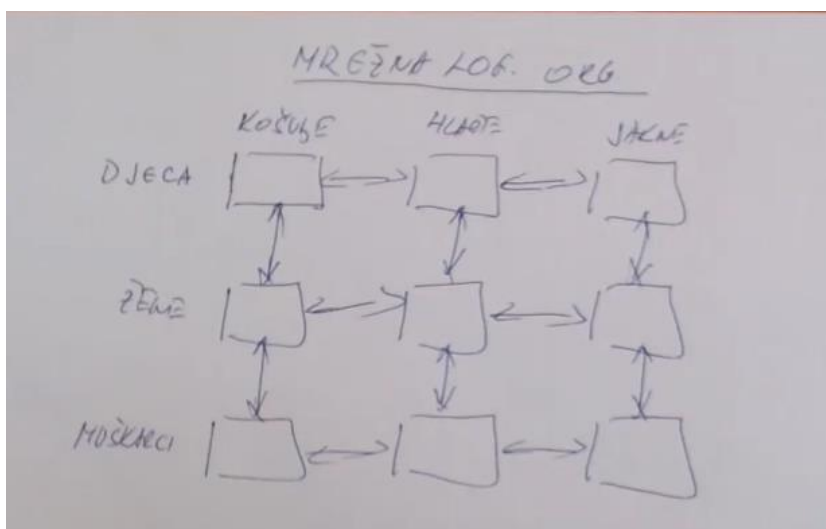 MREŽNA LOG. ORG
KOŠULJE HLAČE JAKNE
DJECA
ŽENE
MUŠKARCI